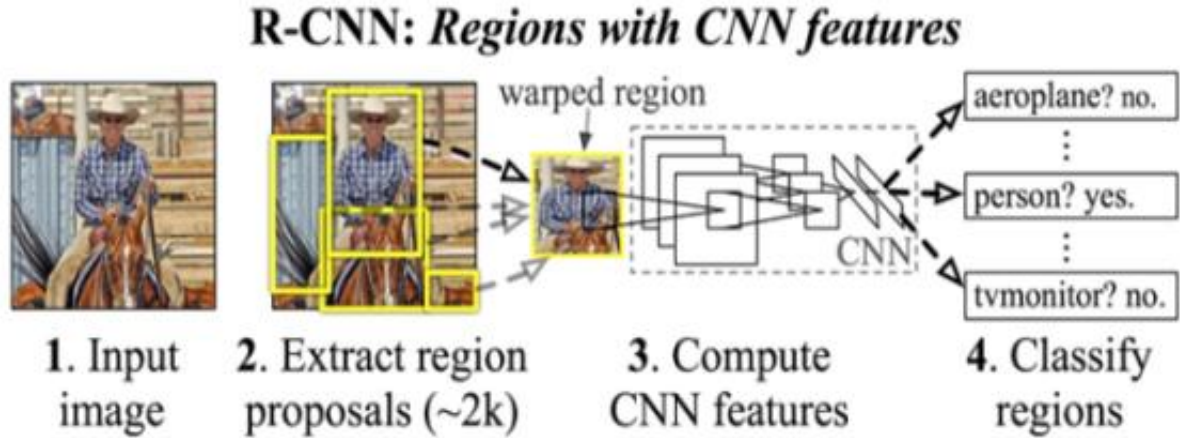 R-CNN: Regions with CNN features
warped region
aeroplane? no.
person? yes.
CNN
tvmonitor? no.
1. Input
image
2. Extract region
proposals (~2k)
3. Compute
CNN features
4. Classify
regions